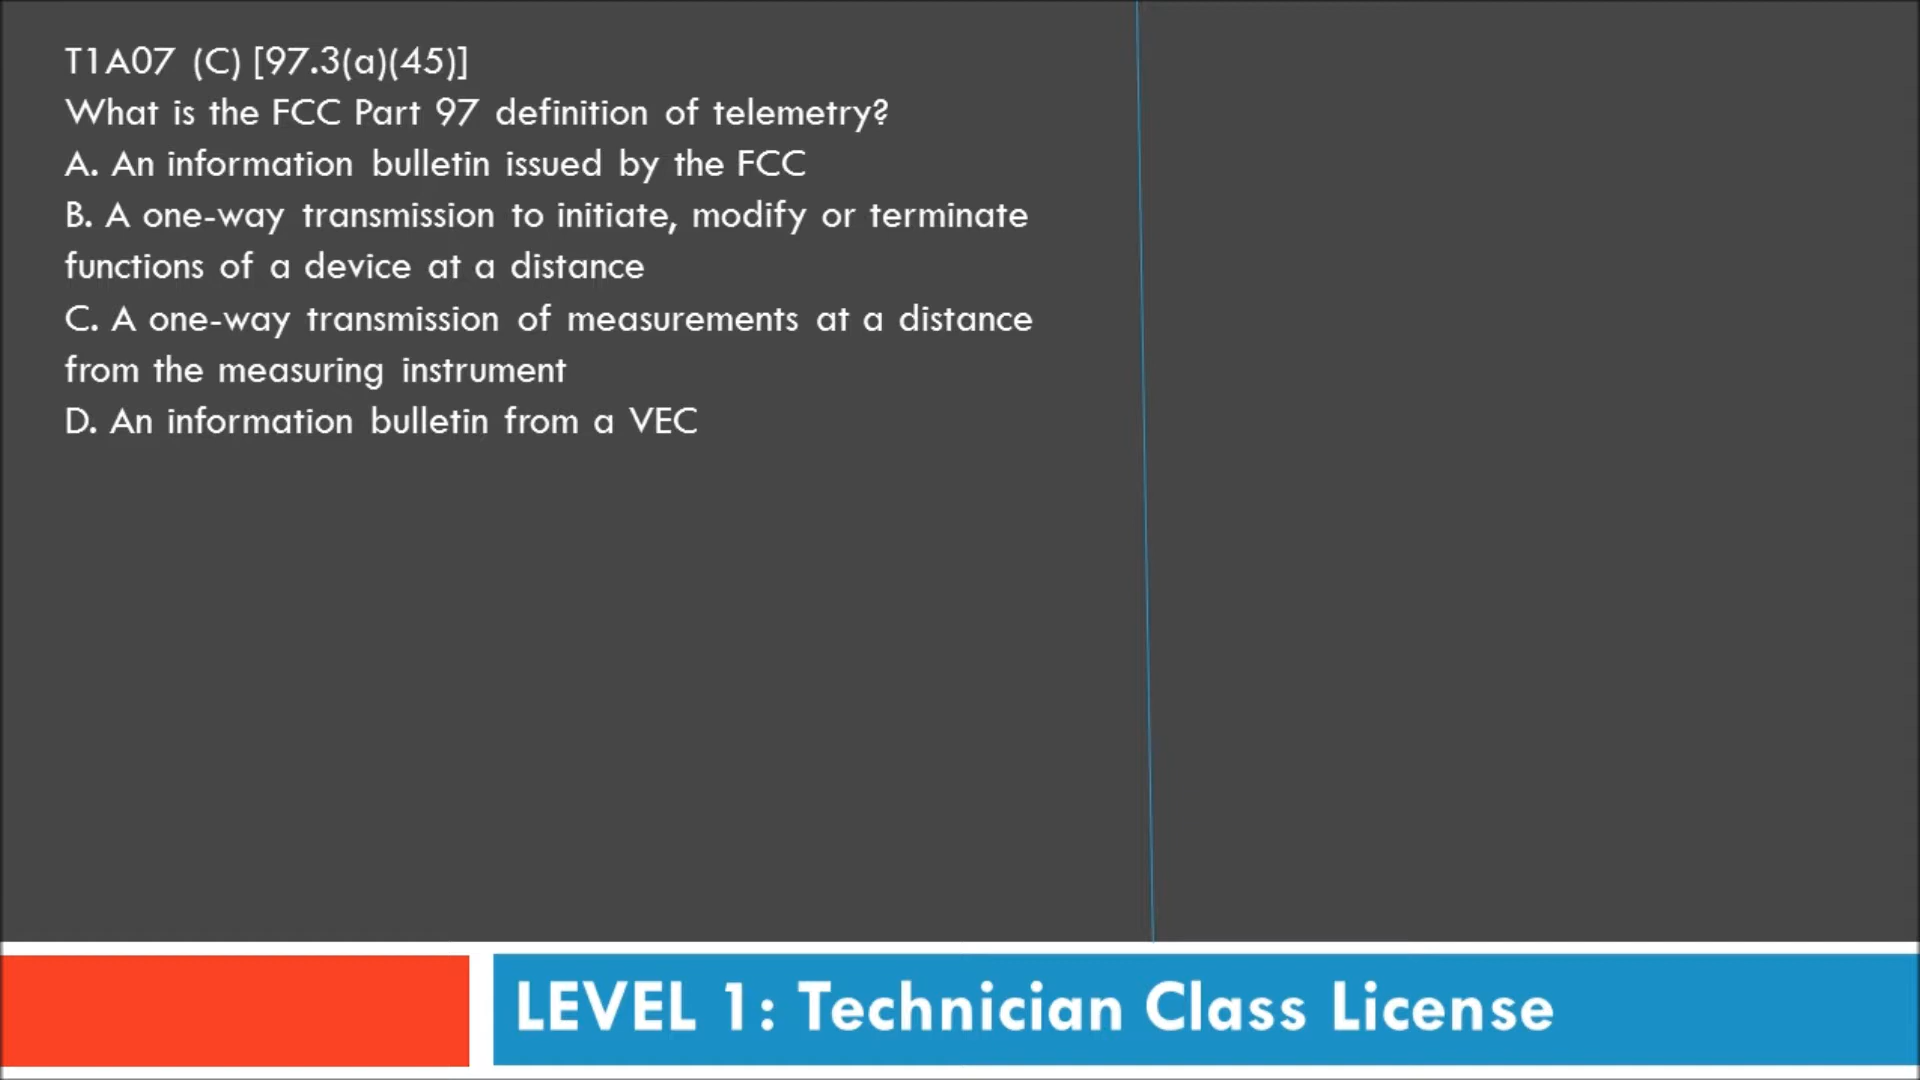 T1A07 (C) [97.3(a)(45)]
What is the FCC Part 97 definition of telemetry?
A. An information bulletin issued by the FCC
B. A one-way transmission to initiate, modify or terminate
functions of a device at a distance
C. A one-way transmission of measurements at a distance
from the measuring instrument
D. An information bulletin from a VEC
LEVEL 1: Technician Class License